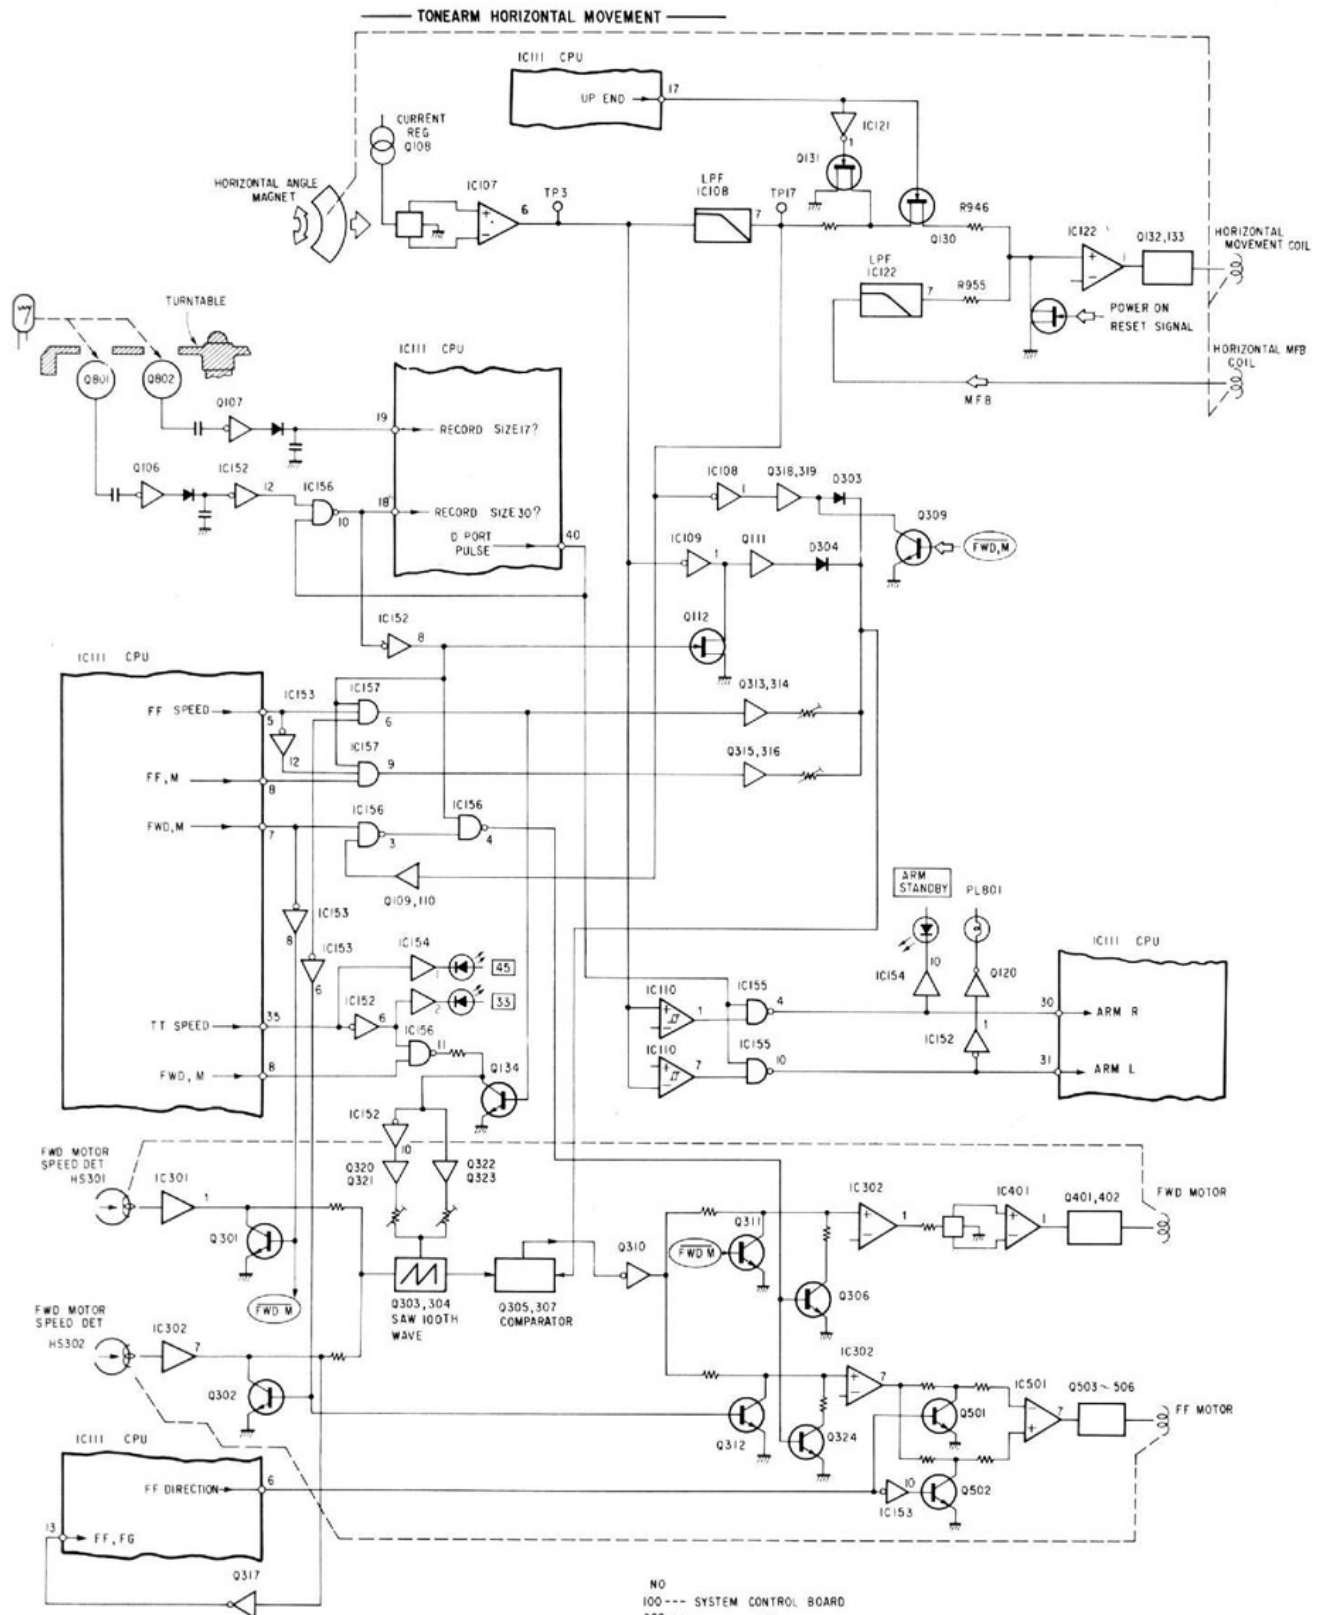 TONEARM HORIZONTAL MOVEMENT
IC111 CPU
UP END
17
CURRENT
REG
Q108
IC121
1
Q131
HORIZONTAL ANGLE
MAGNET
IC107
6
TP3
LPF
IC108
7
TP17
Q130
R946
IC122
1
Q132,133
HORIZONTAL
MOVEMENT COIL
LPF
IC122
7
R955
POWER ON
RESET SIGNAL
HORIZONTAL MFB
COIL
MFB
TURNTABLE
Q801
Q802
IC111 CPU
Q107
19
RECORD SIZE17?
Q106
IC152
12
IC156
10
18
RECORD SIZE30?
D PORT
PULSE
40
IC108
1
Q318,319
D303
Q309
FWD,M
IC109
1
Q111
D304
IC152
8
Q112
IC111 CPU
FF SPEED
5
IC153
12
IC157
6
Q313,314
IC157
9
Q315,316
FF,M
8
FWD,M
7
IC156
3
IC156
4
Q109,110
IC153
8
IC153
6
IC154
1
45
2
33
TT SPEED
35
IC152
6
IC156
11
FWD, M
8
Q134
ARM
STANDBY
PL801
IC154
10
Q120
IC111 CPU
IC110
1
IC155
4
30
ARM R
IC152
1
IC110
7
IC155
10
31
ARM L
IC152
10
Q320
Q321
Q322
Q323
FWD MOTOR
SPEED DET
HS301
IC301
1
Q301
FWD M
Q303,304
SAW 100TH
WAVE
Q305,307
COMPARATOR
Q310
FWD M
Q311
Q306
IC302
1
IC401
1
Q401,402
FWD MOTOR
FWD MOTOR
SPEED DET
HS302
IC302
7
Q302
Q312
Q324
IC302
7
Q501
IC501
7
Q503~506
FF MOTOR
IC153
10
Q502
IC111 CPU
FF DIRECTION
6
13
FF, FG
Q317
NO
100 --- SYSTEM CONTROL BOARD